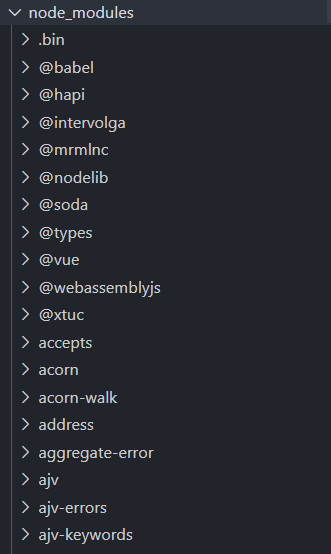 node_modules
.bin
@babel
@hapi
@intervolga
@mrmlnc
@nodelib
@soda
@types
@vue
@webassemblyjs
@xtuc
accepts
acorn
acorn-walk
address
aggregate-error
ajv
ajv-errors
ajv-keywords